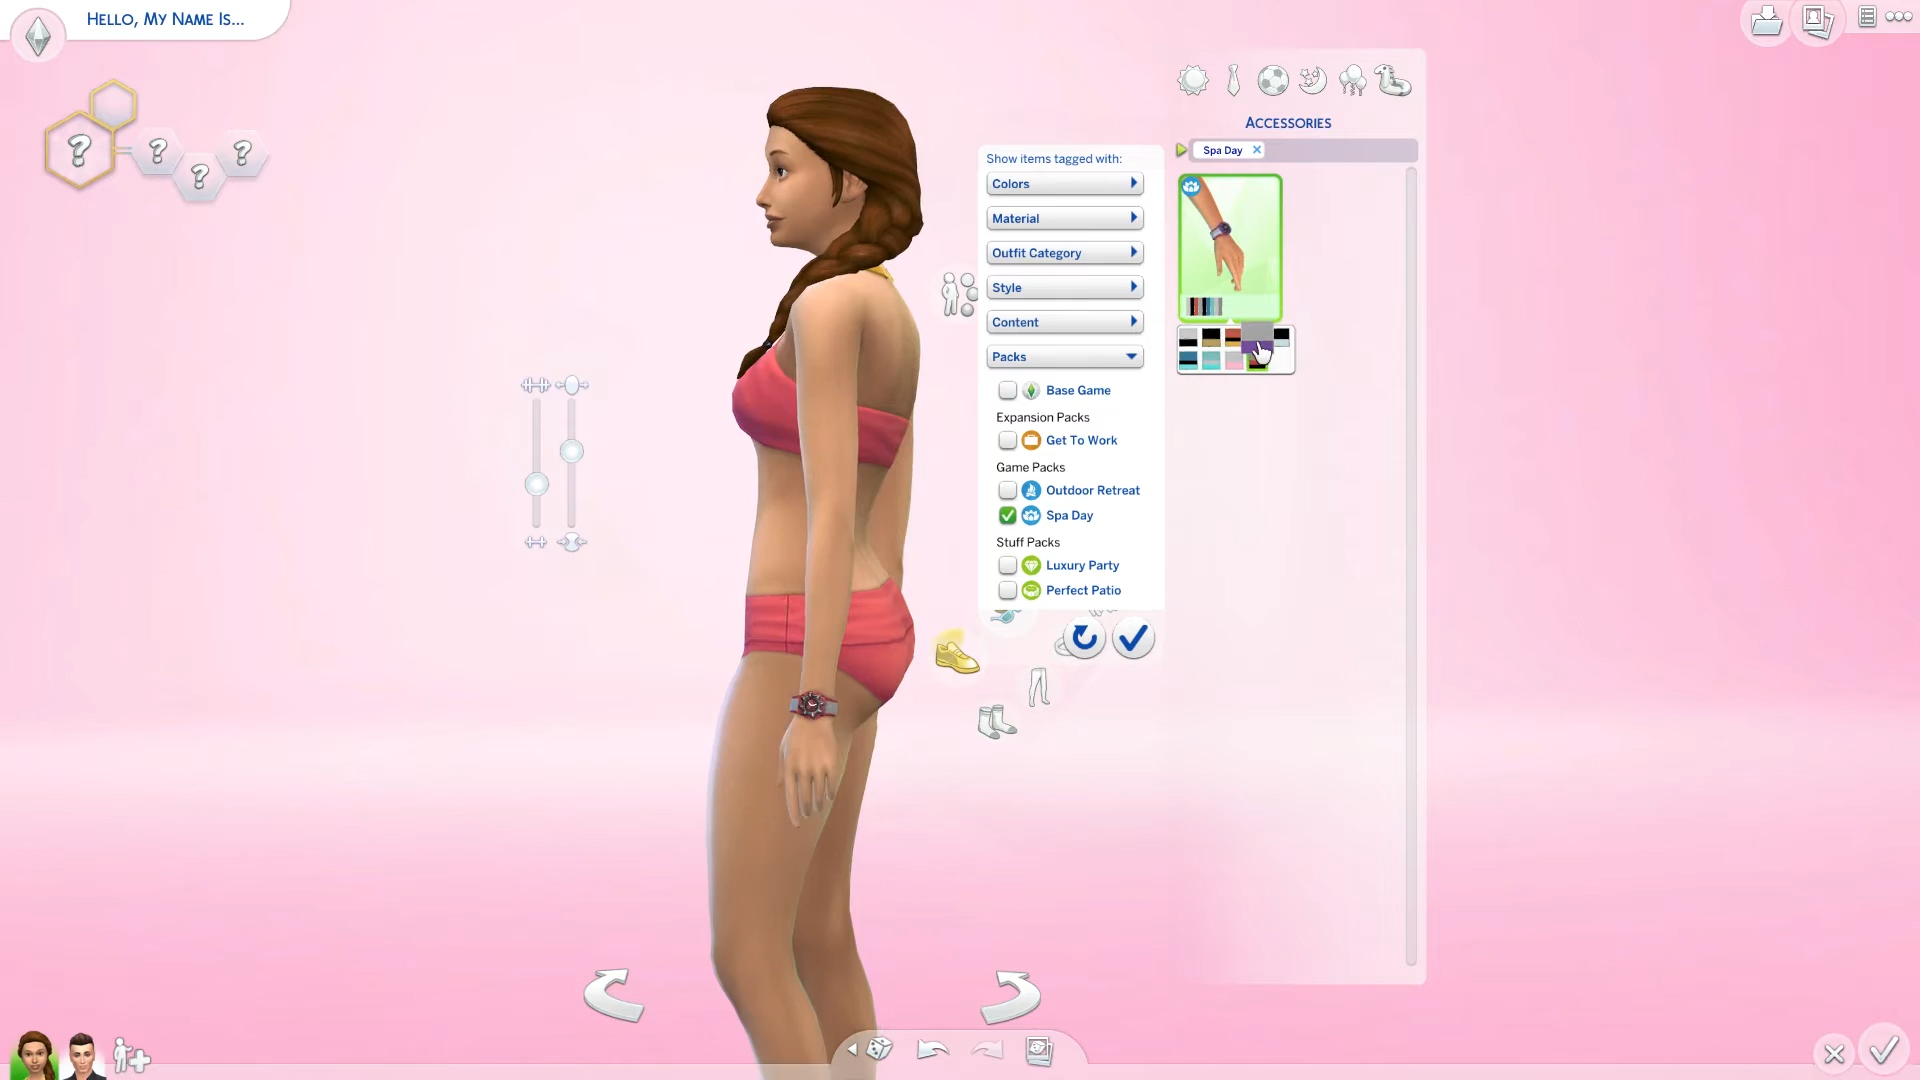 Hello, My Name Is...
Accessories
Spa Day
Show items tagged with:
Colors
Material
Outfit Category
Style
Content
Packs
Base Game
Expansion Packs
Get To Work
Game Packs
Outdoor Retreat
Spa Day
Stuff Packs
Luxury Party
Perfect Patio